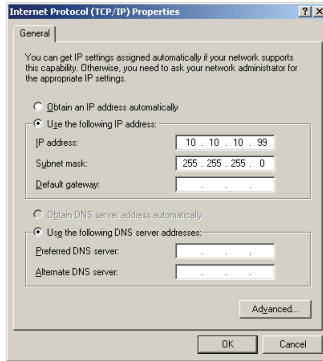 Internet Protocol (TCP/IP) Properties
General
You can get IP settings assigned automatically if your network supports
this capability. Otherwise, you need to ask your network administrator for
the appropriate IP settings.
Obtain an IP address automatically
Use the following IP address:
IP address: 10 . 10 . 10 . 99
Subnet mask: 255 . 255 . 255 . 0
Default gateway: . . .
Obtain DNS server address automatically
Use the following DNS server addresses:
Preferred DNS server: . . .
Alternate DNS server: . . .
Advanced...
OK Cancel